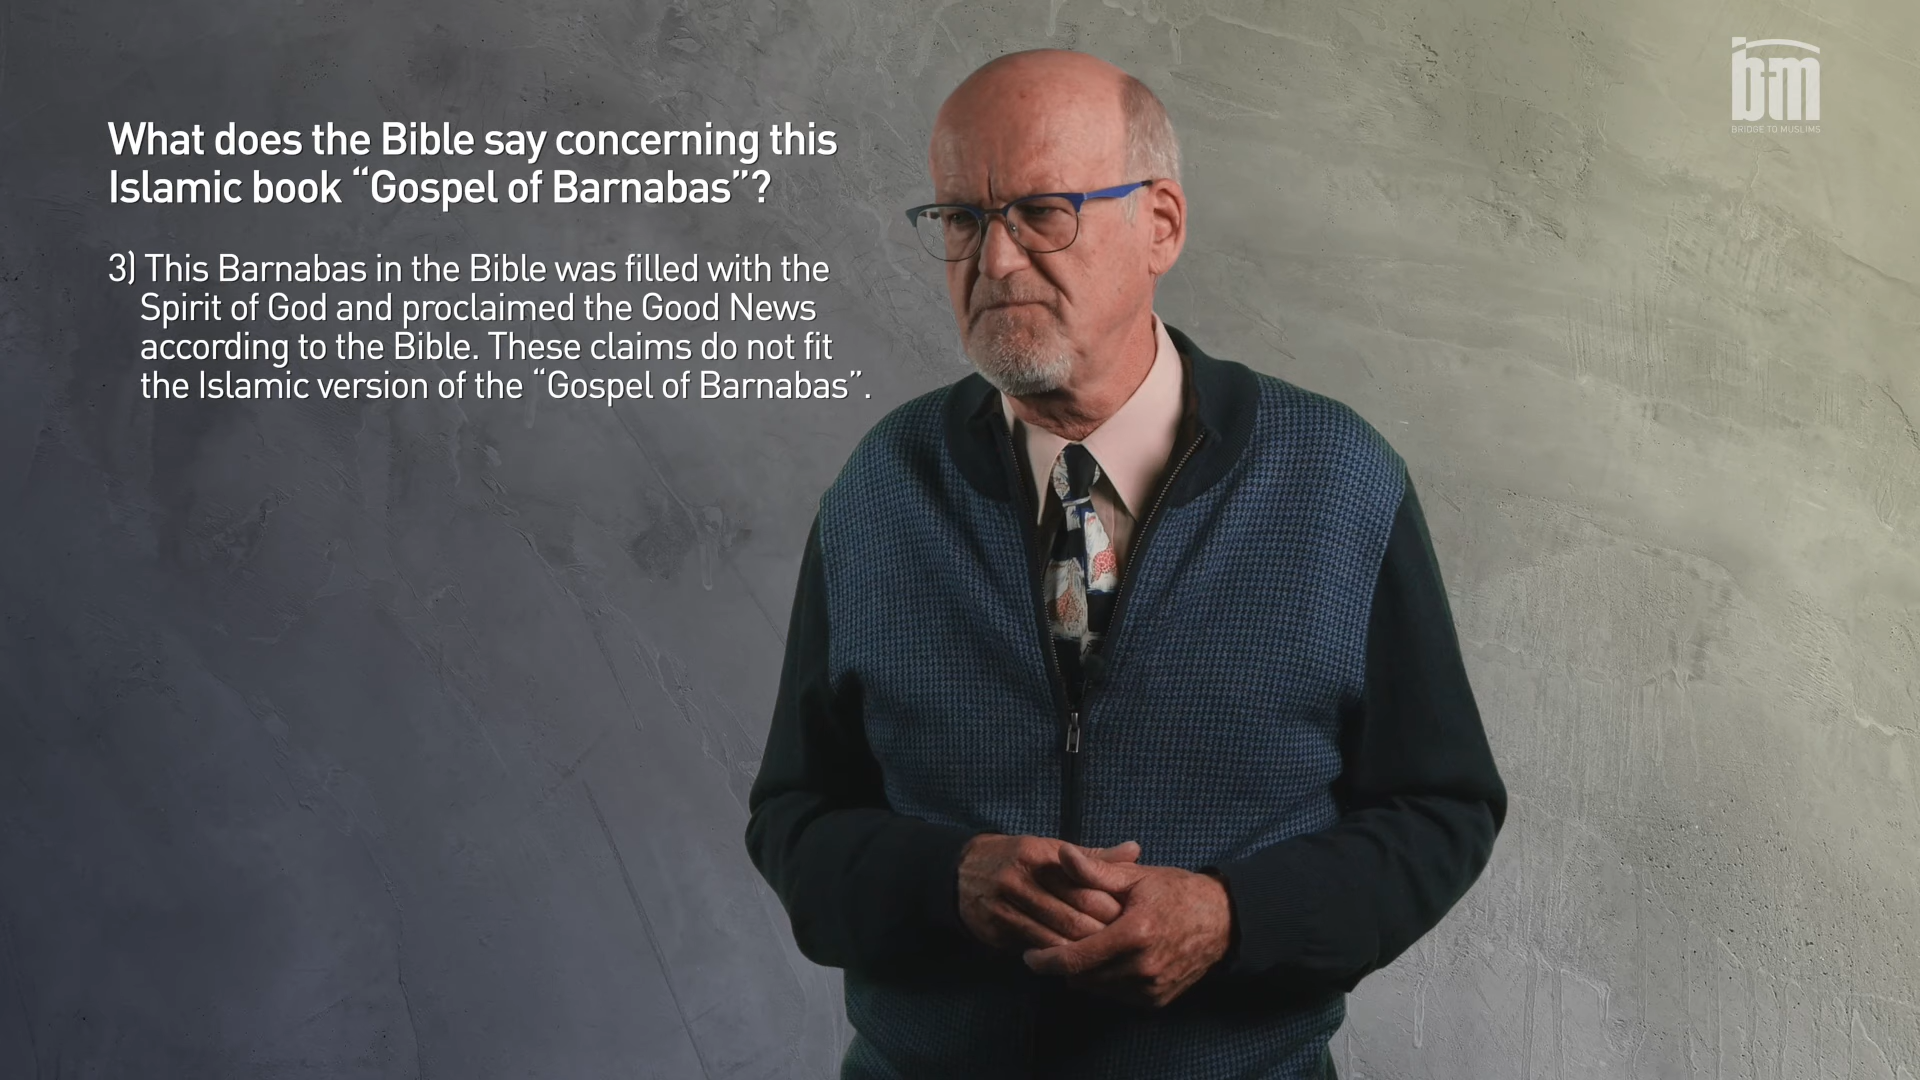 What does the Bible say concerning this
Islamic book “Gospel of Barnabas”?
3) This Barnabas in the Bible was filled with the
Spirit of God and proclaimed the Good News
according to the Bible. These claims do not fit
the Islamic version of the “Gospel of Barnabas”.
bm
BRIDGE TO MUSLIMS